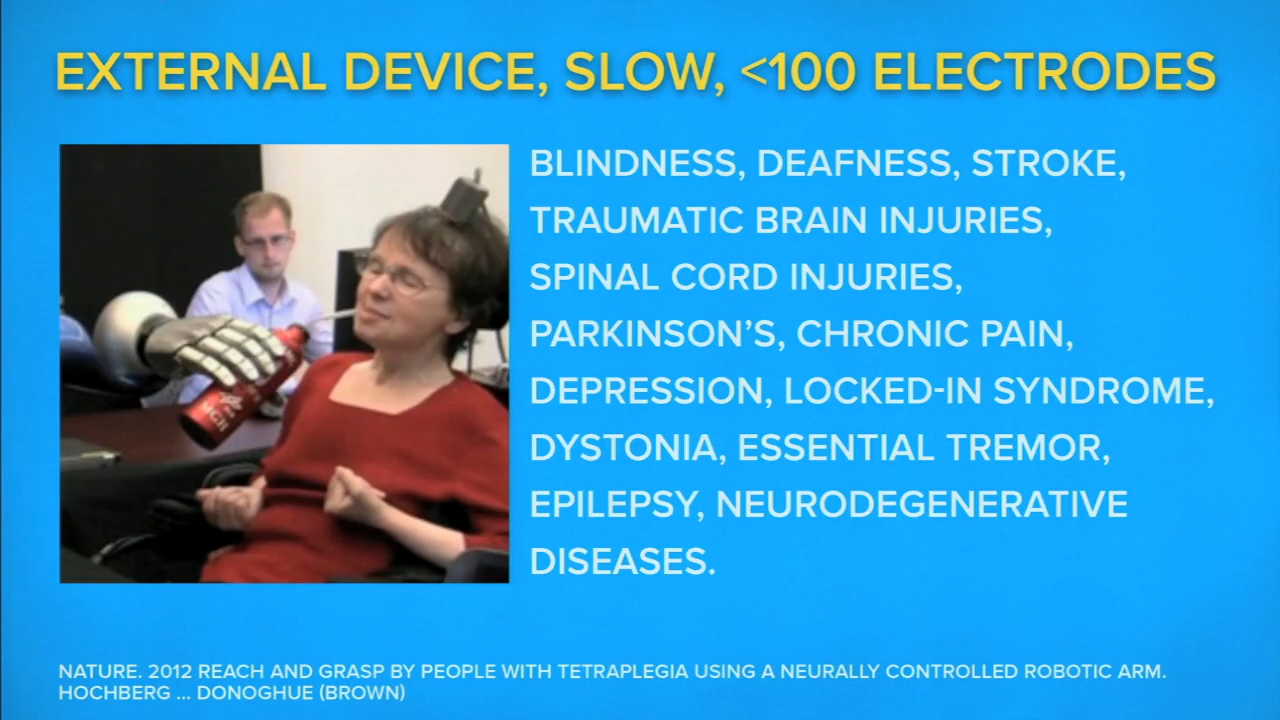 EXTERNAL DEVICE, SLOW, <100 ELECTRODES
BLINDNESS, DEAFNESS, STROKE,
TRAUMATIC BRAIN INJURIES,
SPINAL CORD INJURIES,
PARKINSON’S, CHRONIC PAIN,
DEPRESSION, LOCKED-IN SYNDROME,
DYSTONIA, ESSENTIAL TREMOR,
EPILEPSY, NEURODEGENERATIVE
DISEASES.
NATURE. 2012 REACH AND GRASP BY PEOPLE WITH TETRAPLEGIA USING A NEURALLY CONTROLLED ROBOTIC ARM.
HOCHBERG ... DONOGHUE (BROWN)